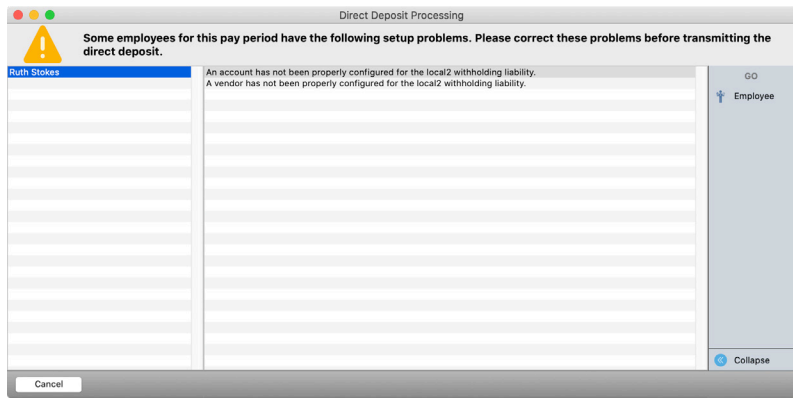 Direct Deposit Processing
Some employees for this pay period have the following setup problems. Please correct these problems before transmitting the
direct deposit.
Ruth Stokes
An account has not been properly configured for the local2 withholding liability.
A vendor has not been properly configured for the local2 withholding liability.
GO
Employee
Collapse
Cancel